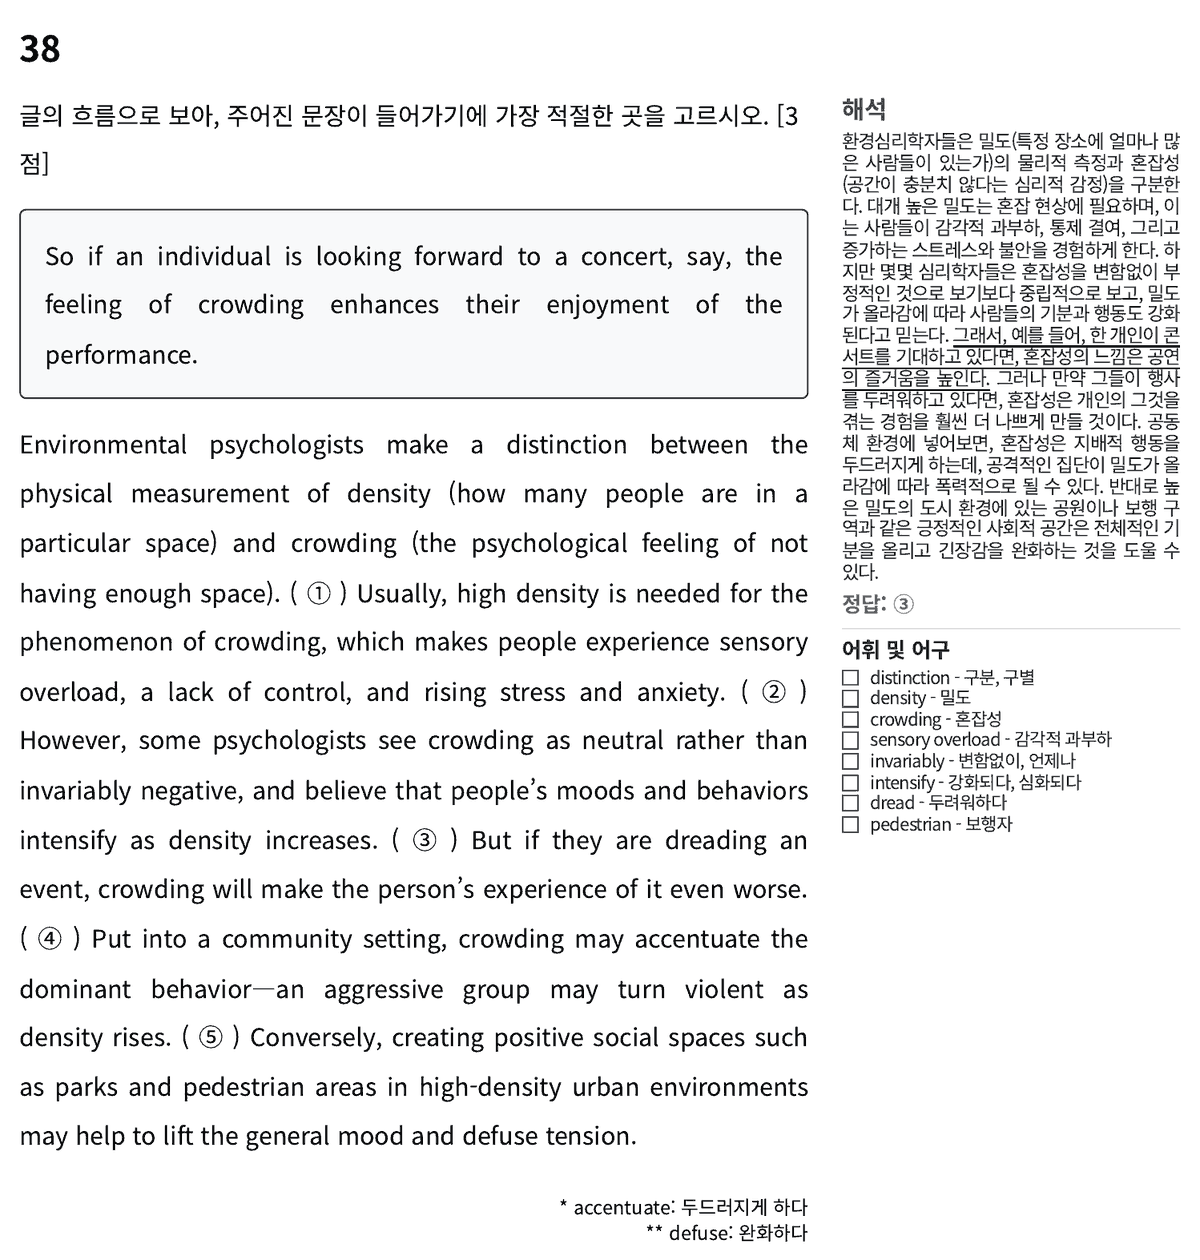 38
글의 흐름으로 보아, 주어진 문장이 들어가기에 가장 적절한 곳을 고르시오. [3
점]
So if an individual is looking forward to a concert, say, the
feeling of crowding enhances their enjoyment of the
performance.
Environmental psychologists make a distinction between the
physical measurement of density (how many people are in a
particular space) and crowding (the psychological feeling of not
having enough space). ( ① ) Usually, high density is needed for the
phenomenon of crowding, which makes people experience sensory
overload, a lack of control, and rising stress and anxiety. ( ② )
However, some psychologists see crowding as neutral rather than
invariably negative, and believe that people’s moods and behaviors
intensify as density increases. ( ③ ) But if they are dreading an
event, crowding will make the person’s experience of it even worse.
( ④ ) Put into a community setting, crowding may accentuate the
dominant behavior—an aggressive group may turn violent as
density rises. ( ⑤ ) Conversely, creating positive social spaces such
as parks and pedestrian areas in high-density urban environments
may help to lift the general mood and defuse tension.
* accentuate: 두드러지게 하다
** defuse: 완화하다
해석
환경심리학자들은 밀도(특정 장소에 얼마나 많
은 사람들이 있는가)의 물리적 측정과 혼잡성
(공간이 충분치 않다는 심리적 감정)을 구분한
다. 대개 높은 밀도는 혼잡 현상에 필요하며, 이
는 사람들이 감각적 과부하, 통제 결여, 그리고
증가하는 스트레스와 불안을 경험하게 한다. 하
지만 몇몇 심리학자들은 혼잡성을 변함없이 부
정적인 것으로 보기보다 중립적으로 보고, 밀도
가 올라감에 따라 사람들의 기분과 행동도 강화
된다고 믿는다. 그래서, 예를 들어, 한 개인이 콘
서트를 기대하고 있다면, 혼잡성의 느낌은 공연
의 즐거움을 높인다. 그러나 만약 그들이 행사
를 두려워하고 있다면, 혼잡성은 개인의 그것을
겪는 경험을 훨씬 더 나쁘게 만들 것이다. 공동
체 환경에 넣어보면, 혼잡성은 지배적 행동을
두드러지게 하는데, 공격적인 집단이 밀도가 올
라감에 따라 폭력적으로 될 수 있다. 반대로 높
은 밀도의 도시 환경에 있는 공원이나 보행 구
역과 같은 긍정적인 사회적 공간은 전체적인 기
분을 올리고 긴장감을 완화하는 것을 도울 수
있다.
정답: ③
어휘 및 어구
□ distinction - 구분, 구별
□ density - 밀도
□ crowding - 혼잡성
□ sensory overload - 감각적 과부하
□ invariably - 변함없이, 언제나
□ intensify - 강화되다, 심화되다
□ dread - 두려워하다
□ pedestrian - 보행자